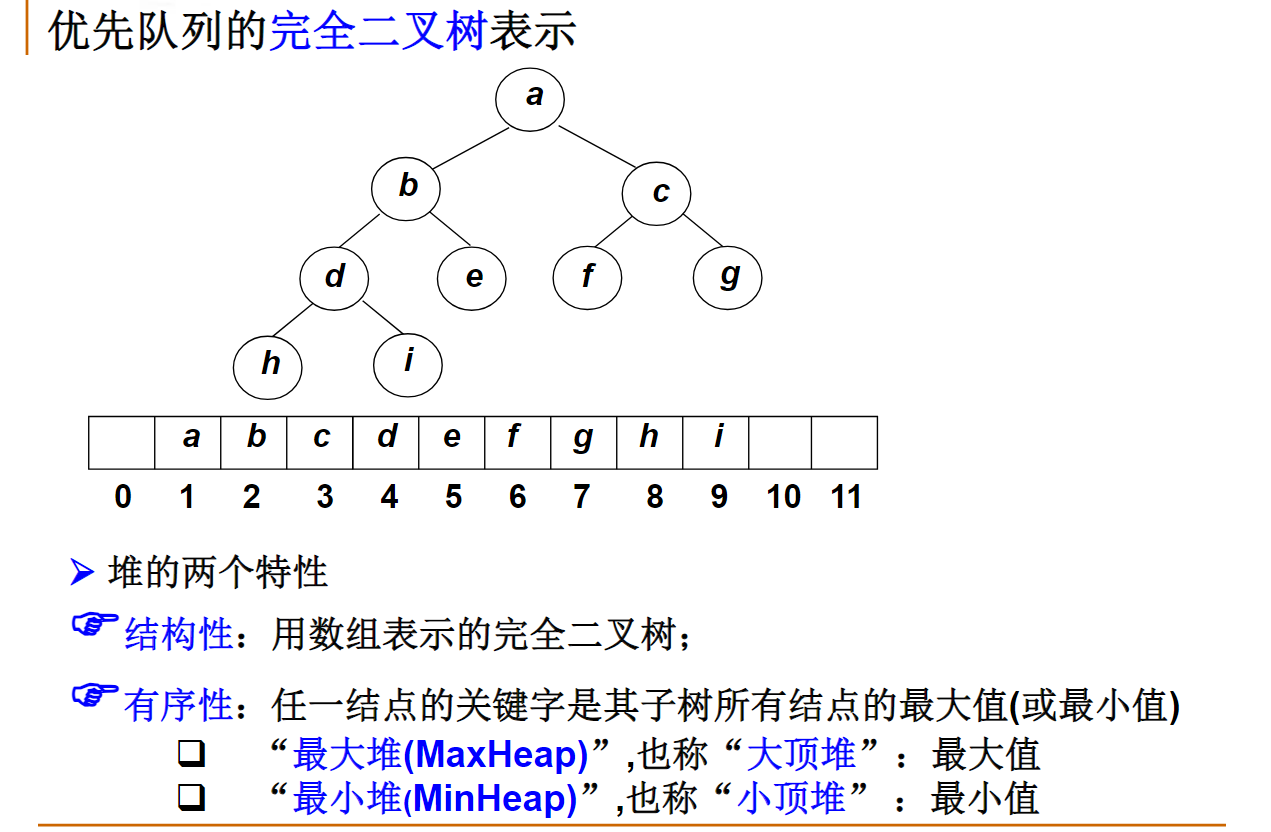 优先队列的完全二叉树表示
a
b
c
d
e
f
g
h
i
a b c d e f g h i
0 1 2 3 4 5 6 7 8 9 10 11
堆的两个特性
结构性：用数组表示的完全二叉树；
有序性：任一结点的关键字是其子树所有结点的最大值(或最小值)
“最大堆(MaxHeap)”,也称“大顶堆”：最大值
“最小堆(MinHeap)”,也称“小顶堆” ：最小值